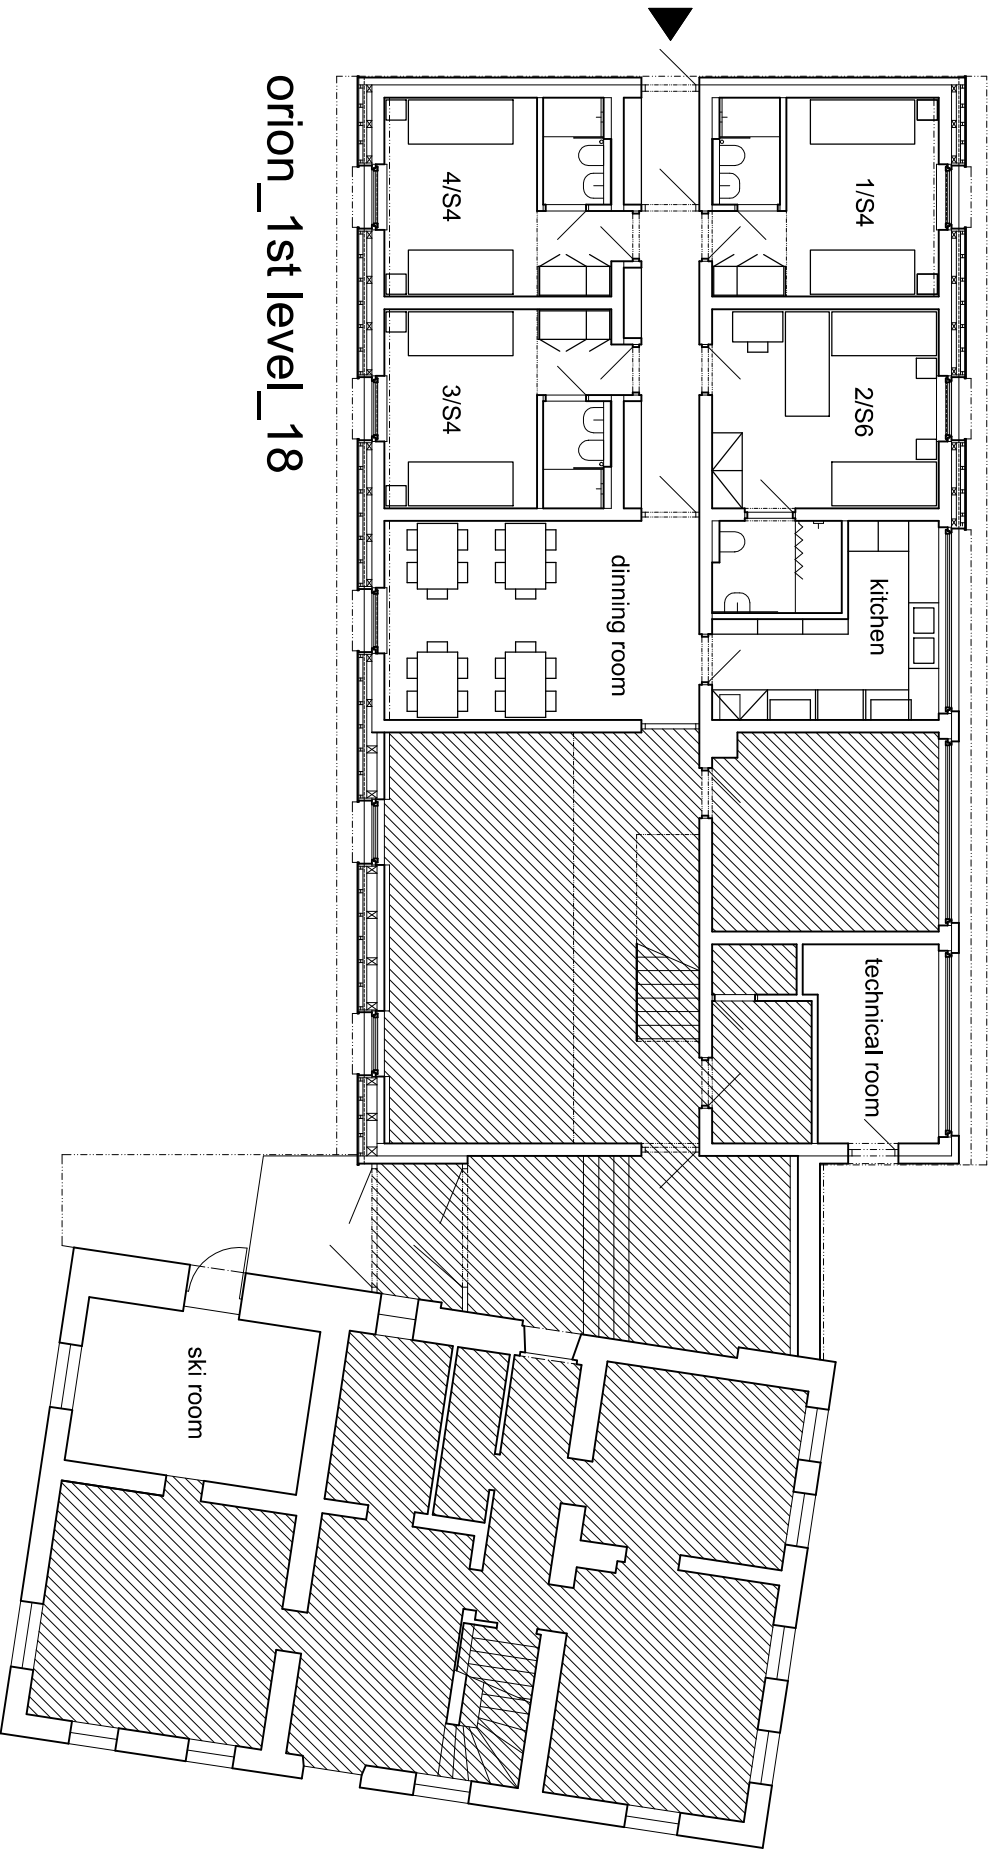 orion_1st level_18
1/S4
2/S6
kitchen
technical room
4/S4
3/S4
dinning room
ski room